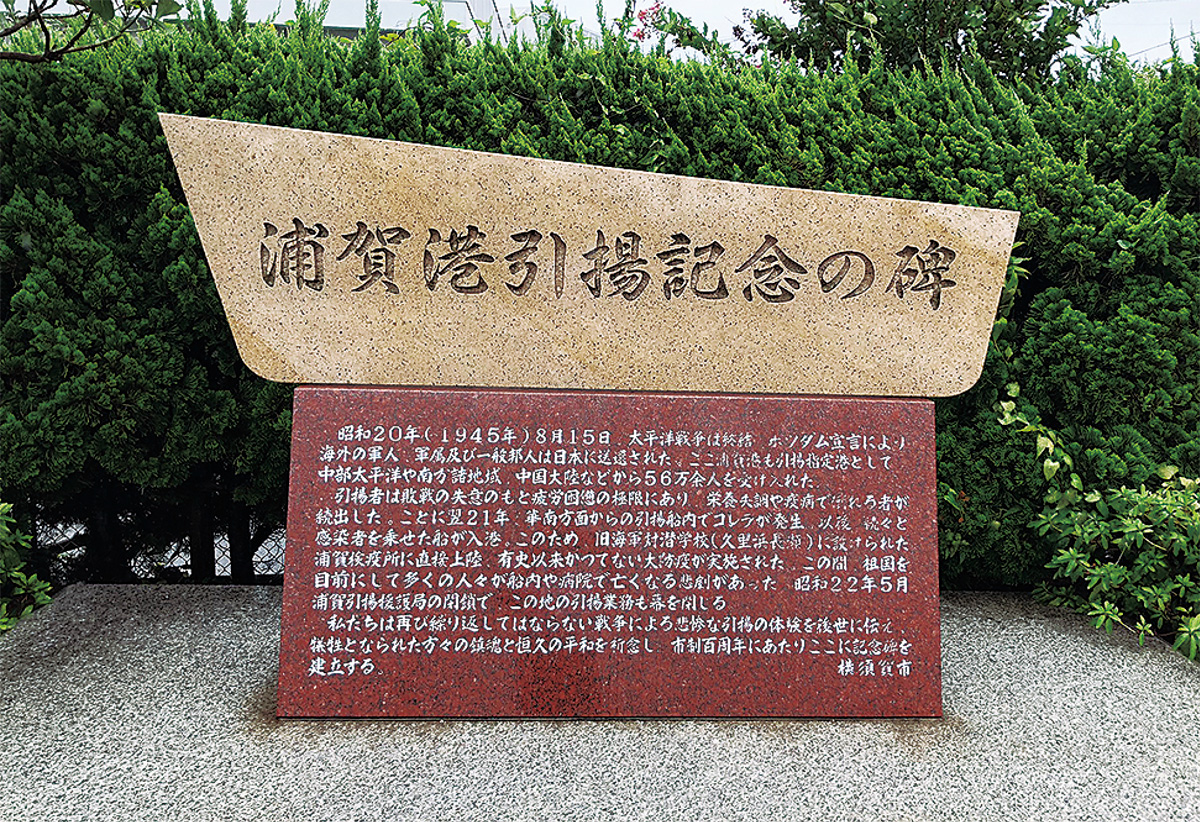 浦賀港引揚記念の碑
昭和20年(1945年)8月15日、太平洋戦争は終結。ポツダム宣言により
海外の軍人、軍属及び一般邦人は日本に送還された。ここ浦賀港も引揚指定港として、
中部太平洋や南方諸地域、中国大陸などから56万余人を受け入れた。
引揚者は敗戦の失意のもと疲労困憊の極限にあり、栄養失調や疫病で倒れる者が
続出した。ことに翌21年、華南方面からの引揚船内でコレラが発生。以後、続々と
感染者を乗せた船が入港。このため、旧海軍対潜学校(久里浜長瀬)に設けられた
浦賀検疫所に直接上陸、有史以来かつてない大防疫が実施された。この間、祖国を
目前にして多くの人々が船内や病院で亡くなる悲劇があった。昭和22年5月
浦賀引揚援護局の閉鎖で、この地の引揚業務も幕を閉じる。
私たちは再び繰り返してはならない戦争による悲惨な引揚の体験を後世に伝え、
犠牲となられた方々の鎮魂と恒久の平和を祈念し、市制百周年にあたりここに記念碑を
建立する。 横須賀市